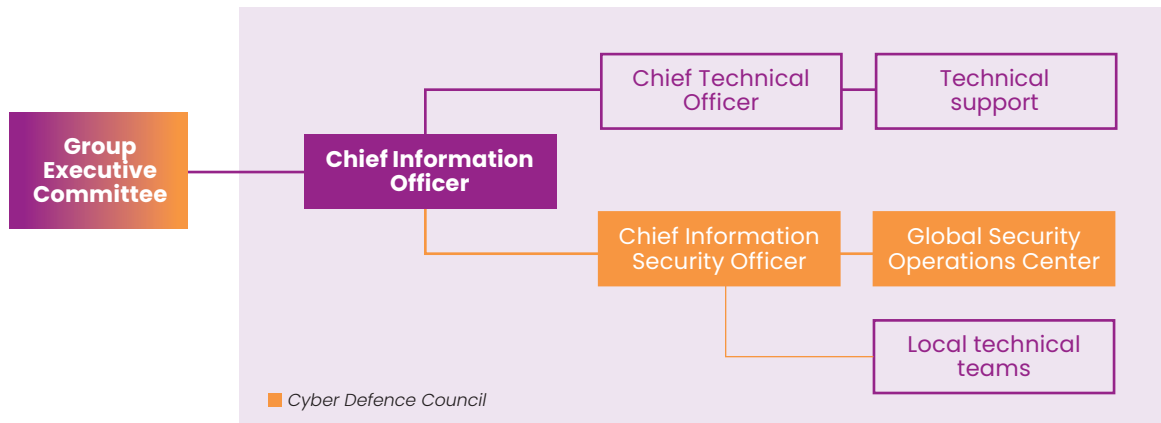 Group
Executive
Committee
Chief Information
Officer
Chief Technical
Officer
Technical
support
Chief Information
Security Officer
Global Security
Operations Center
Local technical
teams
Cyber Defence Council